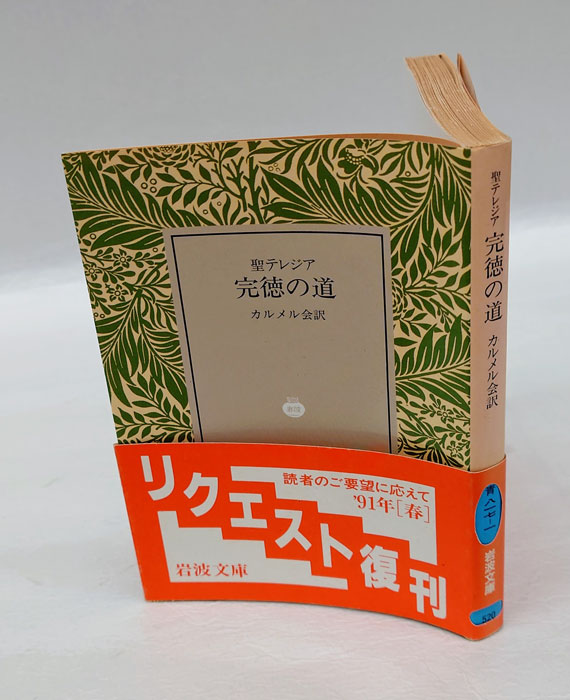 聖テレジア
完徳の道
カルメル会訳
読者のご要望に応えて
'91年[春]
リクエスト復刊
岩波文庫
聖テレジア 完徳の道 カルメル会訳
岩波文庫
520